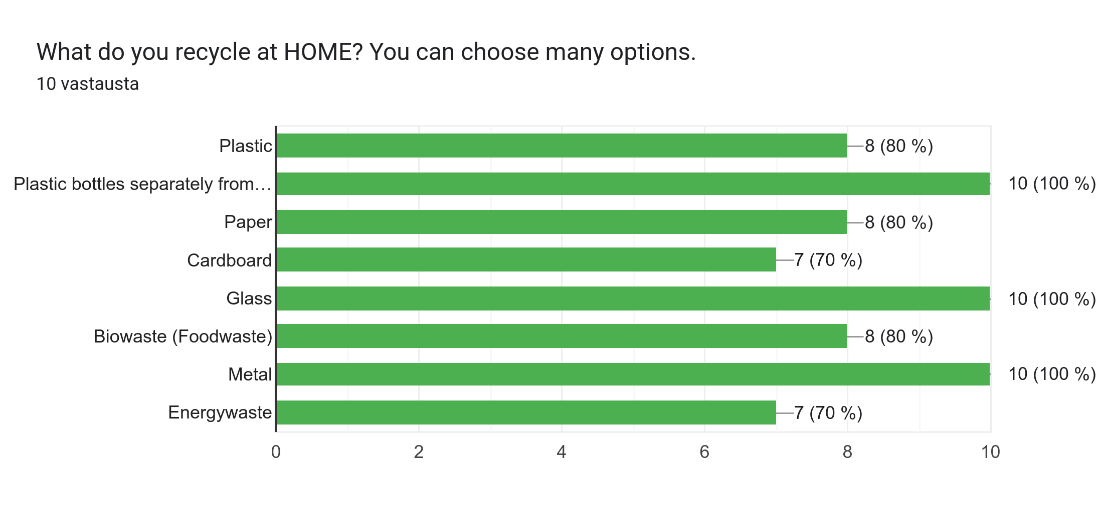 What do you recycle at HOME? You can choose many options.
10 vastausta
Plastic 8 (80 %)
Plastic bottles separately from… 10 (100 %)
Paper 8 (80 %)
Cardboard 7 (70 %)
Glass 10 (100 %)
Biowaste (Foodwaste) 8 (80 %)
Metal 10 (100 %)
Energywaste 7 (70 %)
0 2 4 6 8 10